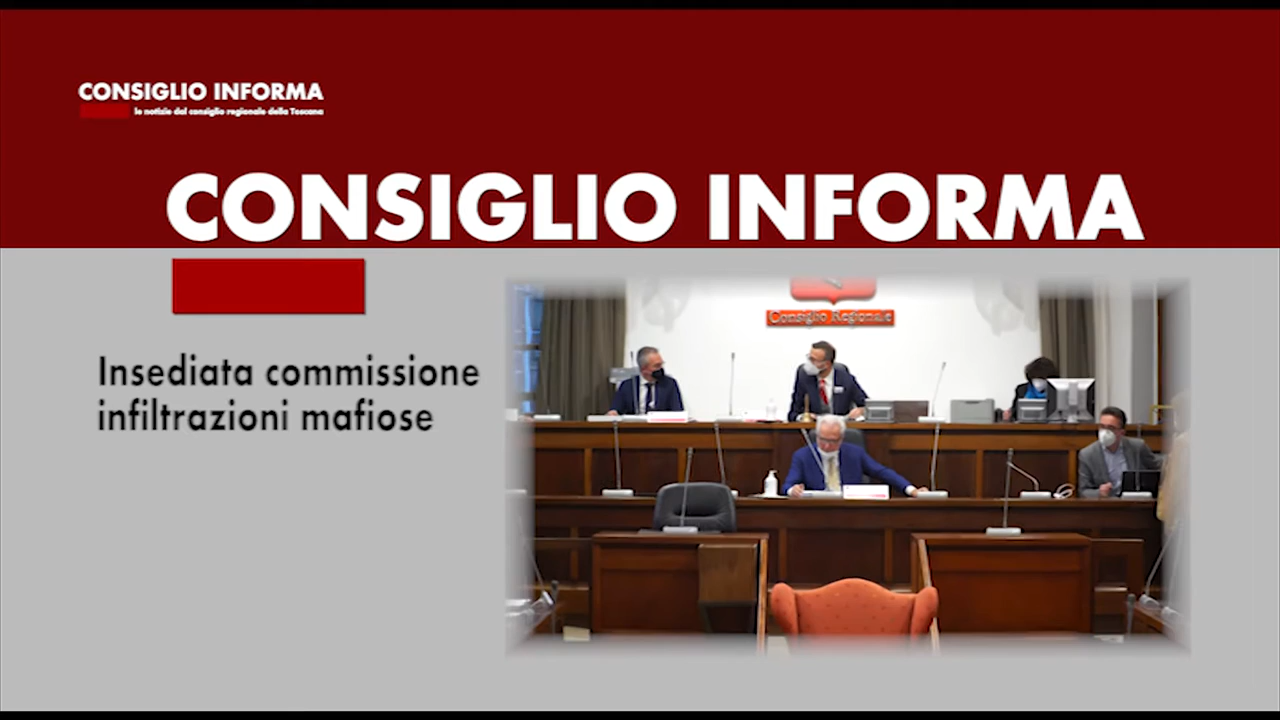 CONSIGLIO INFORMA
le notizie dal consiglio regionale della Toscana
CONSIGLIO INFORMA
Consiglio Regionale
Insediata commissione
infiltrazioni mafiose